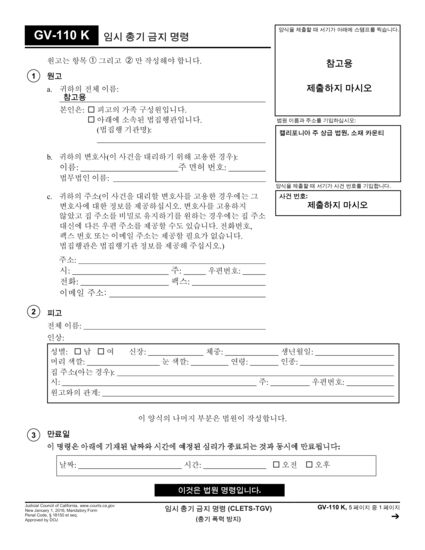 GV-110 K 임시 총기 금지 명령
양식을 제출할 때 서기가 아래에 스탬프를 찍습니다.
참고용
제출하지 마시오
원고는 항목 ① 그리고 ② 만 작성해야 합니다.
1 원고
a. 귀하의 전체 이름:
참고용
본인은: □ 피고의 가족 구성원입니다.
□ 아래에 소속된 법집행관입니다.
(법집행 기관명):
법원 이름과 주소를 기입하십시오:
캘리포니아 주 상급 법원, 소재 카운티
b. 귀하의 변호사(이 사건을 대리하기 위해 고용한 경우):
이름: 주 면허 번호:
법무법인 이름:
양식을 제출할 때 서기가 사건 번호를 기입합니다.
사건 번호:
제출하지 마시오
c. 귀하의 주소(이 사건을 대리할 변호사를 고용한 경우에는 그
변호사에 대한 정보를 제공하십시오. 변호사를 고용하지
않았고 집 주소를 비밀로 유지하기를 원하는 경우에는 집 주소
대신에 다른 우편 주소를 제공할 수도 있습니다. 전화번호,
팩스 번호 또는 이메일 주소는 제공할 필요가 없습니다.
법집행관은 법집행기관 정보를 제공해 주십시오.)
주소:
시: 주: 우편번호:
전화: 팩스:
이메일 주소:
2 피고
전체 이름:
인상:
성별: □ 남 □ 여 신장: 체중: 생년월일:
머리 색깔: 눈 색깔: 연령: 인종:
집 주소(아는 경우):
시: 주: 우편번호:
원고와의 관계:
이 양식의 나머지 부분은 법원이 작성합니다.
3 만료일
이 명령은 아래에 기재된 날짜와 시간에 예정된 심리가 종료되는 것과 동시에 만료됩니다:
날짜: 시간: □ 오전 □ 오후
이것은 법원 명령입니다.
Judicial Council of California, www.courts.ca.gov
New January 1, 2016, Mandatory Form
Penal Code, § 18150 et seq.
Approved by DOJ
임시 총기 금지 명령 (CLETS-TGV)
(총기 폭력 방지)
GV-110 K, 5 페이지 중 1 페이지
→